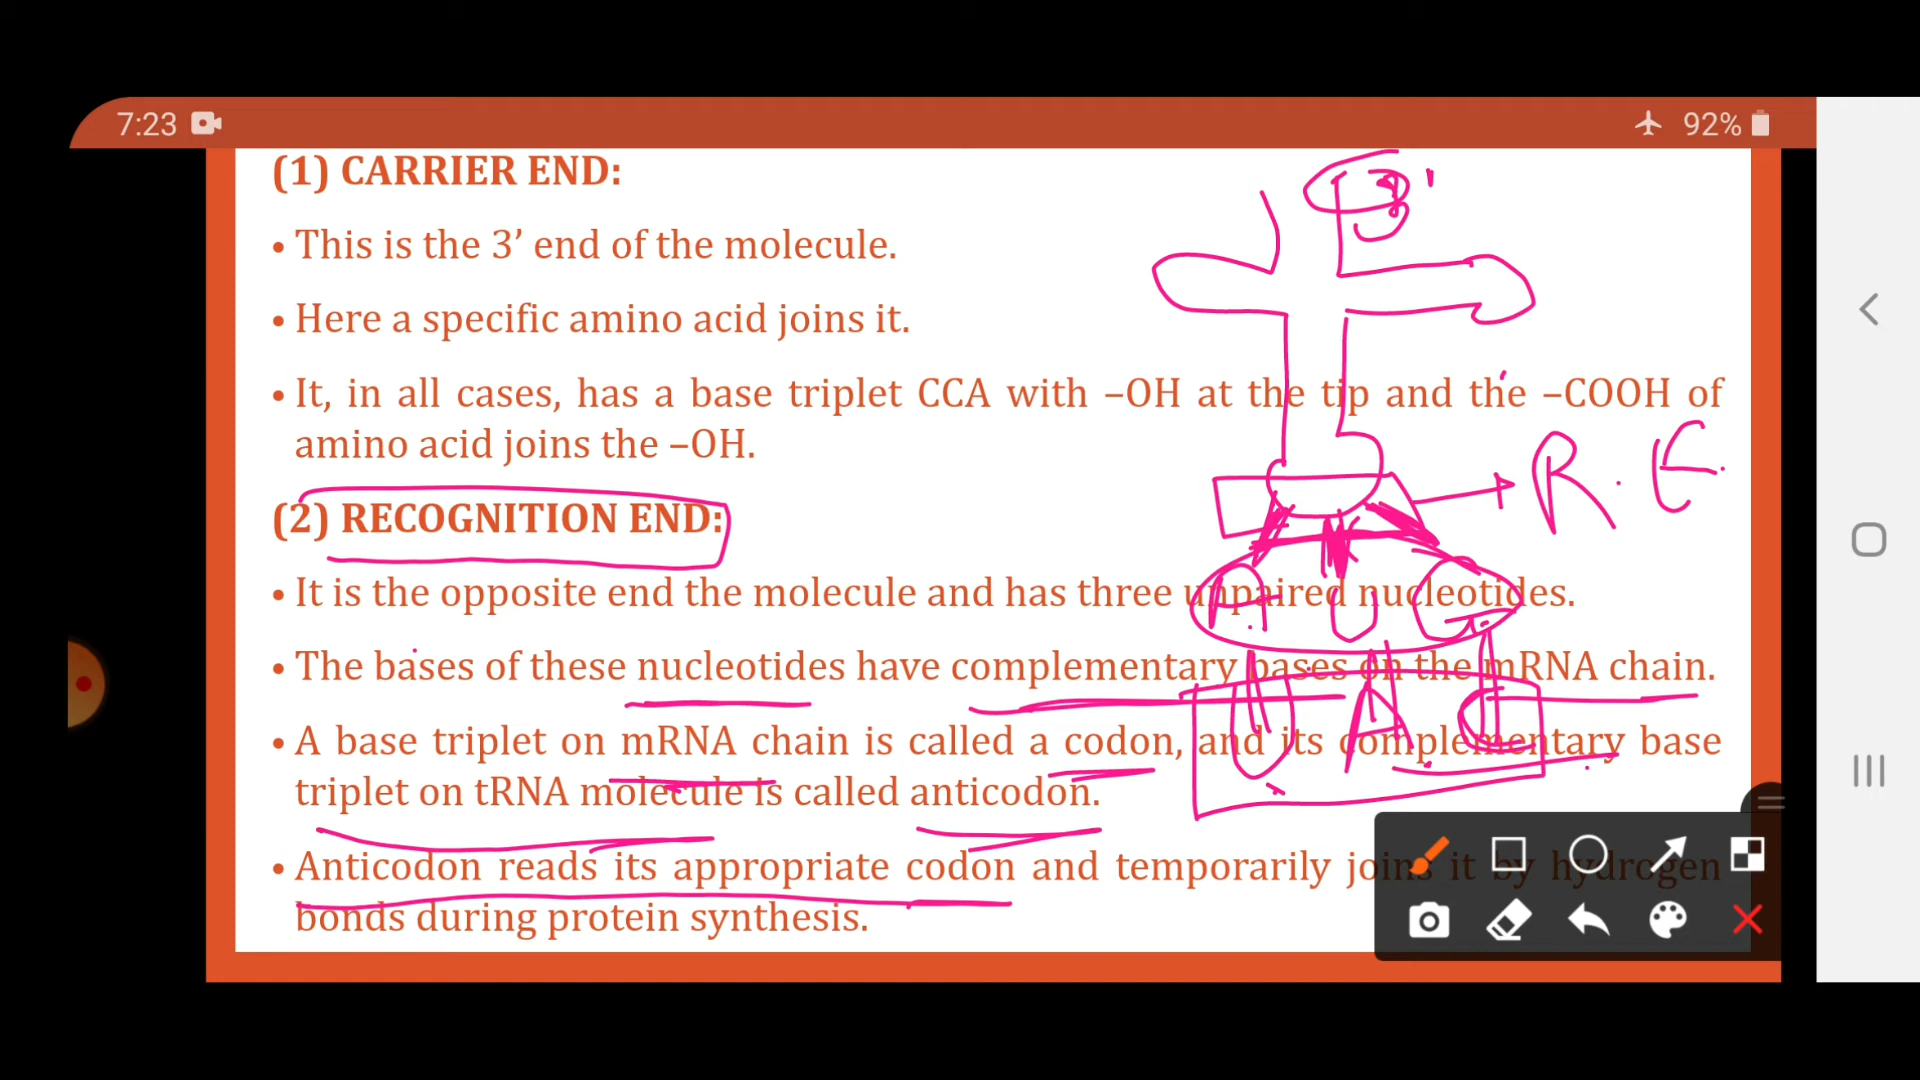 7:23
92%
(1) CARRIER END:
3'
• This is the 3’ end of the molecule.
• Here a specific amino acid joins it.
• It, in all cases, has a base triplet CCA with –OH at the tip and the –COOH of
amino acid joins the –OH.
R.E.
(2) RECOGNITION END:
• It is the opposite end the molecule and has three unpaired nucleotides.
A U G
• The bases of these nucleotides have complementary bases on the mRNA chain.
U A
• A base triplet on mRNA chain is called a codon, and its complementary base
triplet on tRNA molecule is called anticodon.
• Anticodon reads its appropriate codon and temporarily joins it by hydrogen
bonds during protein synthesis.